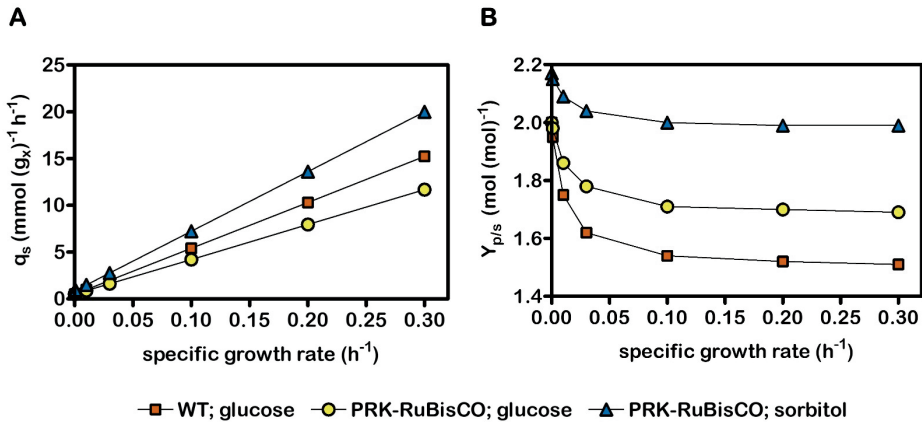 A
B
25
20
15
10
5
0
q_s (mmol (g_x)^-1 h^-1)
0.00 0.05 0.10 0.15 0.20 0.25 0.30
specific growth rate (h^-1)
2.2
2.0
1.8
1.6
1.4
Y_p/s (mol (mol)^-1)
0.00 0.05 0.10 0.15 0.20 0.25 0.30
specific growth rate (h^-1)
WT; glucose PRK-RuBisCO; glucose PRK-RuBisCO; sorbitol